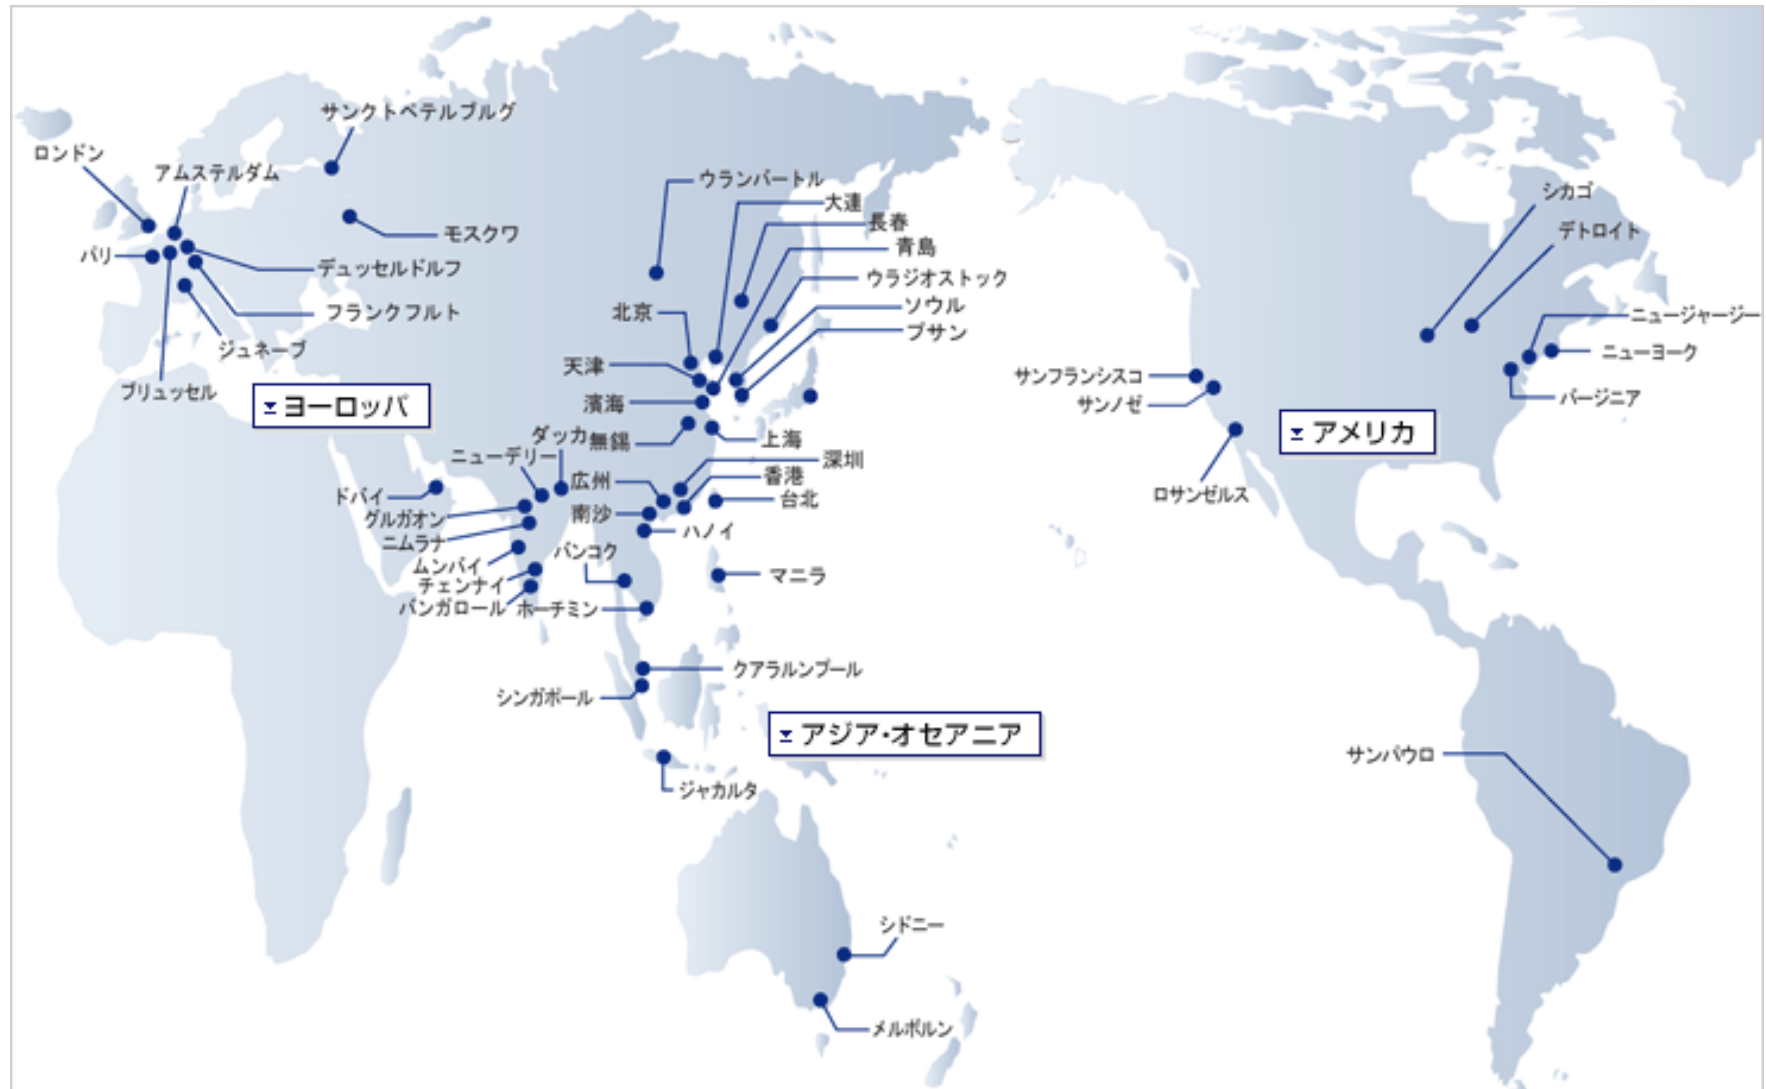 サンクトペテルブルグ
ロンドン
アムステルダム
モスクワ
パリ
デュッセルドルフ
フランクフルト
ジュネーブ
ブリュッセル
ヨーロッパ
ウランバートル
大連
長春
青島
ウラジオストック
北京
ソウル
プサン
天津
濱海
ダッカ
無錫
上海
ニューデリー
深圳
広州
香港
ドバイ
台北
グルガオン
南沙
ニムラナ
ハノイ
バンコク
ムンバイ
マニラ
チェンナイ
バンガロール
ホーチミン
クアラルンプール
シンガポール
アジア・オセアニア
ジャカルタ
シドニー
メルボルン
シカゴ
デトロイト
ニュージャージー
ニューヨーク
サンフランシスコ
サンノゼ
バージニア
アメリカ
ロサンゼルス
サンパウロ